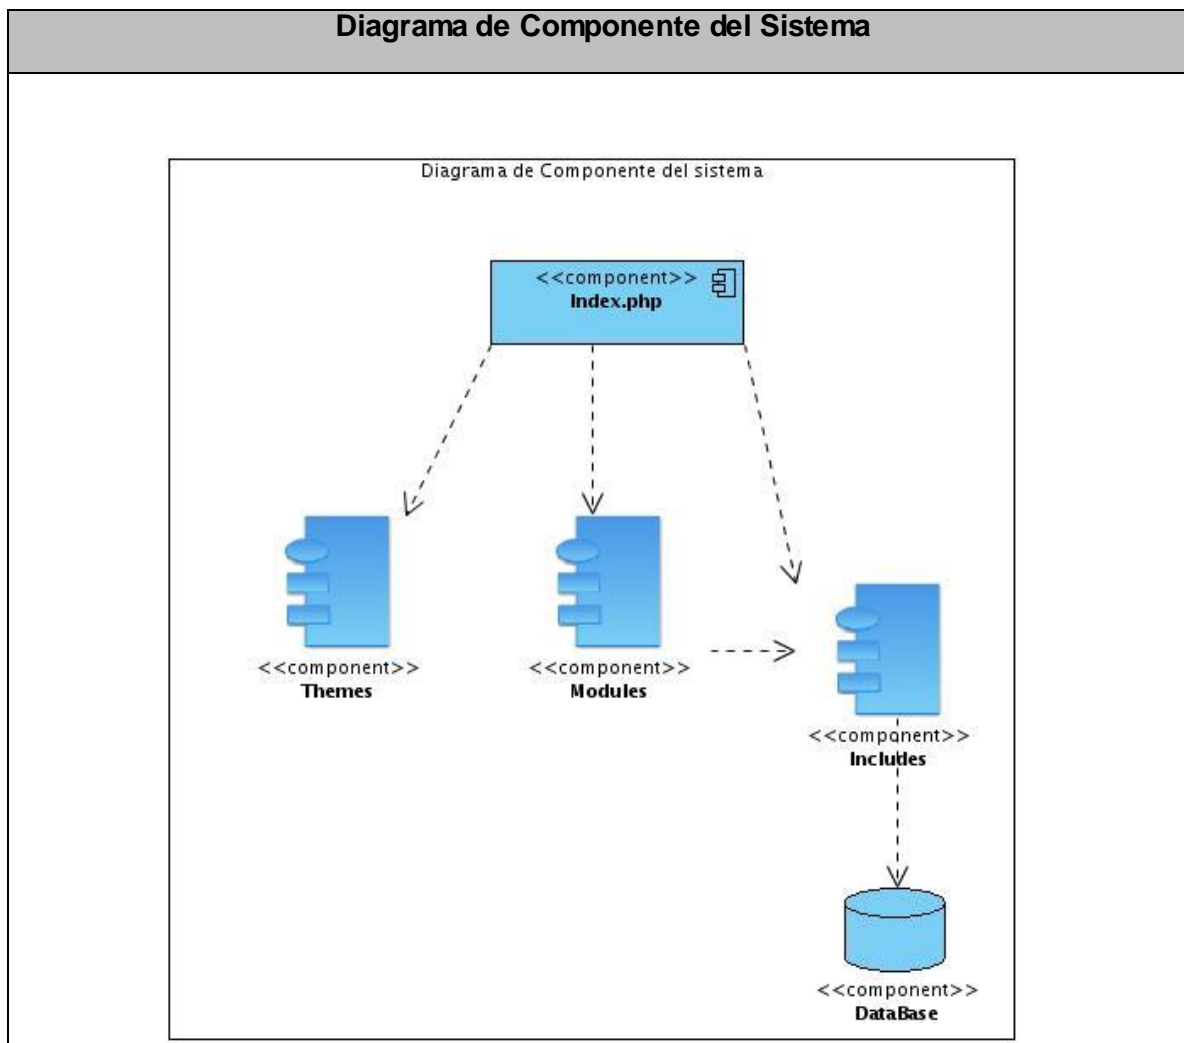 Diagrama de Componente del Sistema
Diagrama de Componente del sistema
<<component>>
Index.php
<<component>>
Themes
<<component>>
Modules
<<component>>
Includes
<<component>>
DataBase